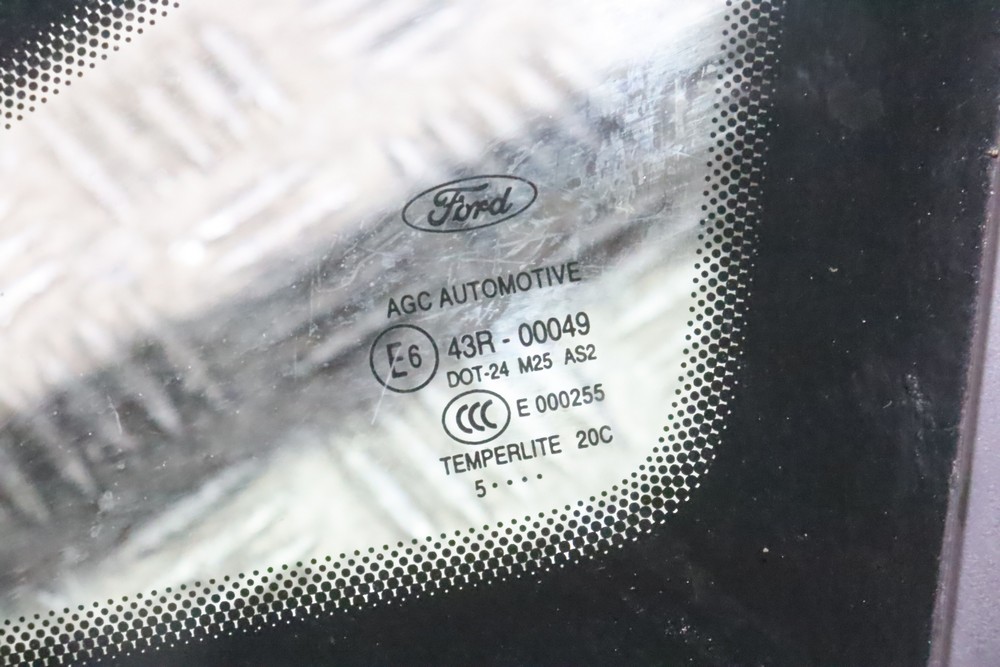 Ford
AGC AUTOMOTIVE
E6 43R - 00049
DOT-24 M25 AS2
CCC E 000255
TEMPERLITE 20C
5 · · · ·